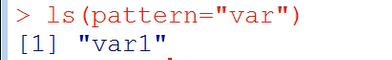 > ls(pattern="var")
[1] "var1"